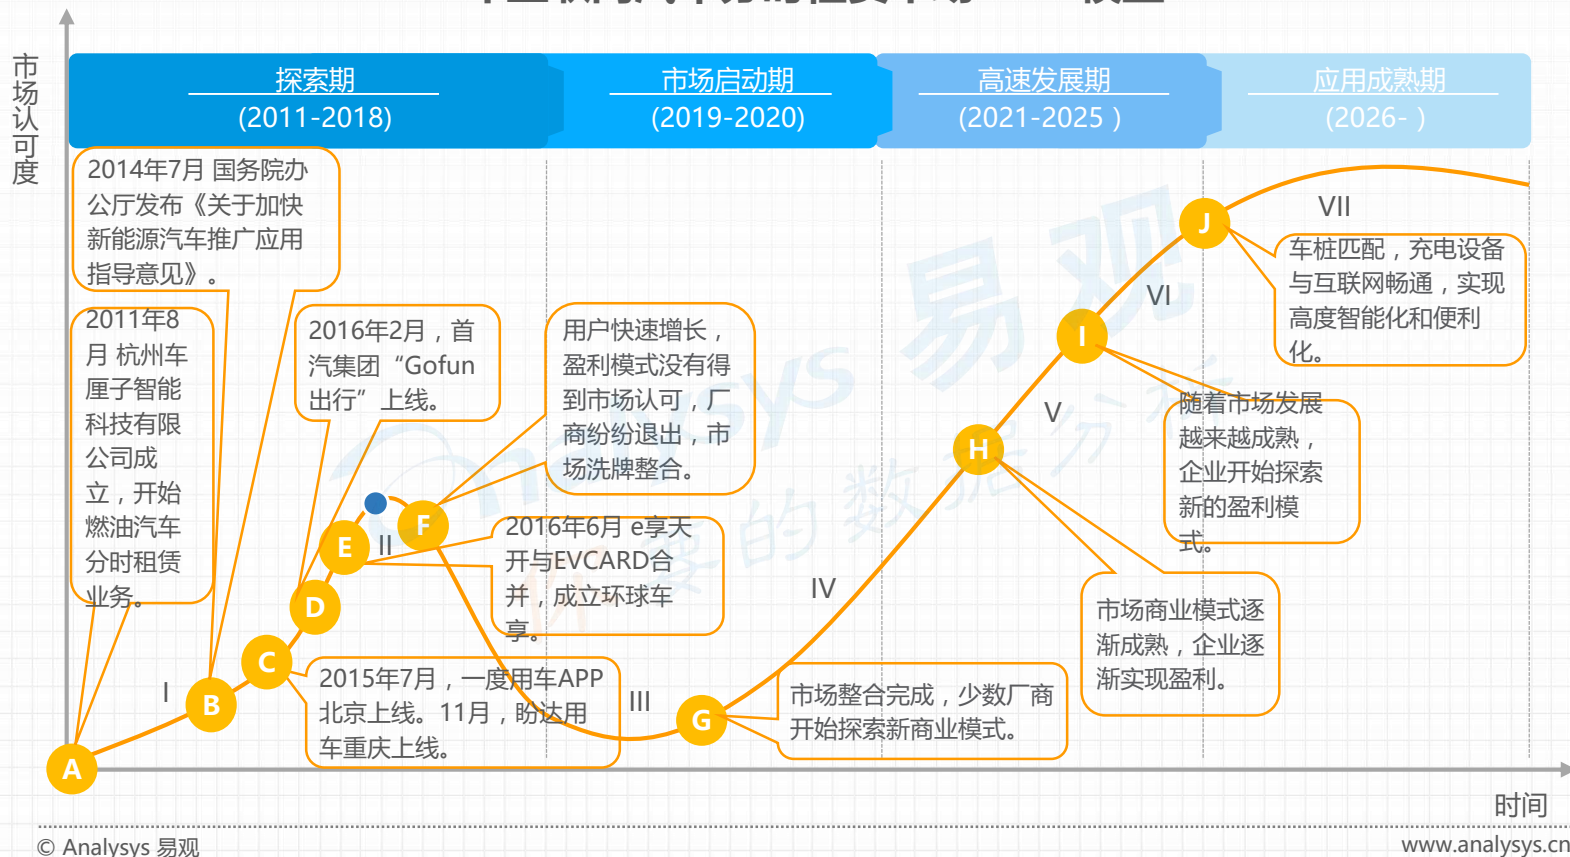 市场认可度
探索期
(2011-2018)
市场启动期
(2019-2020)
高速发展期
(2021-2025 )
应用成熟期
(2026- )
2014年7月 国务院办
公厅发布《关于加快
新能源汽车推广应用
指导意见》。
2011年8
月 杭州车
厘子智能
科技有限
公司成
立，开始
燃油汽车
分时租赁
业务。
2016年2月，首
汽集团“Gofun
出行”上线。
用户快速增长，
盈利模式没有得
到市场认可，厂
商纷纷退出，市
场洗牌整合。
2016年6月 e享天
开与EVCARD合
并，成立环球车
享。
2015年7月，一度用车APP
北京上线。11月，盼达用
车重庆上线。
市场整合完成，少数厂商
开始探索新商业模式。
市场商业模式逐
渐成熟，企业逐
渐实现盈利。
随着市场发展
越来越成熟，
企业开始探索
新的盈利模
式。
车桩匹配，充电设备
与互联网畅通，实现
高度智能化和便利
化。
A
B
C
D
E
F
G
H
I
J
I
II
III
IV
V
VI
VII
nalysys 易观
你要的数据分析
时间
© Analysys 易观
www.analysys.cn